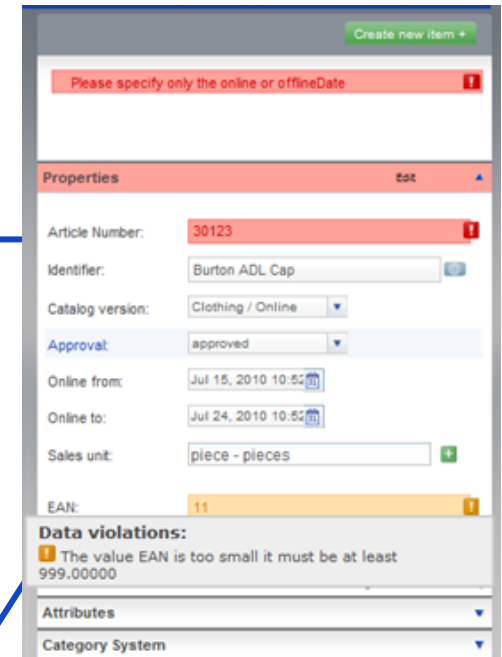 Create new item +
Please specify only the online or offlineDate
Properties Edit
Article Number: 30123
Identifier: Burton ADL Cap
Catalog version: Clothing / Online
Approval: approved
Online from: Jul 15, 2010 10:52
Online to: Jul 24, 2010 10:52
Sales unit: piece - pieces
EAN: 11
Data violations:
The value EAN is too small it must be at least
999.00000
Attributes
Category System